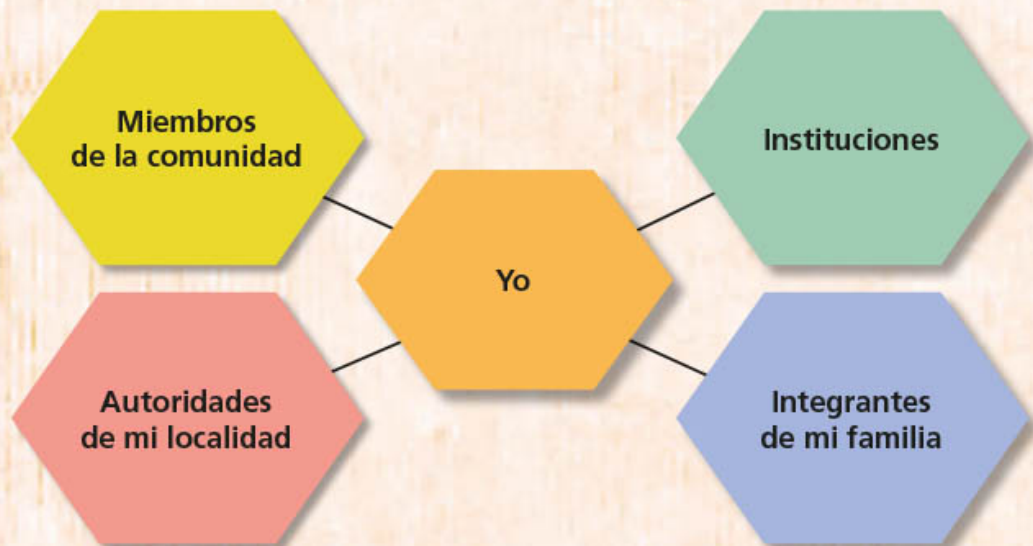 Miembros
de la comunidad
Instituciones
Yo
Autoridades
de mi localidad
Integrantes
de mi familia